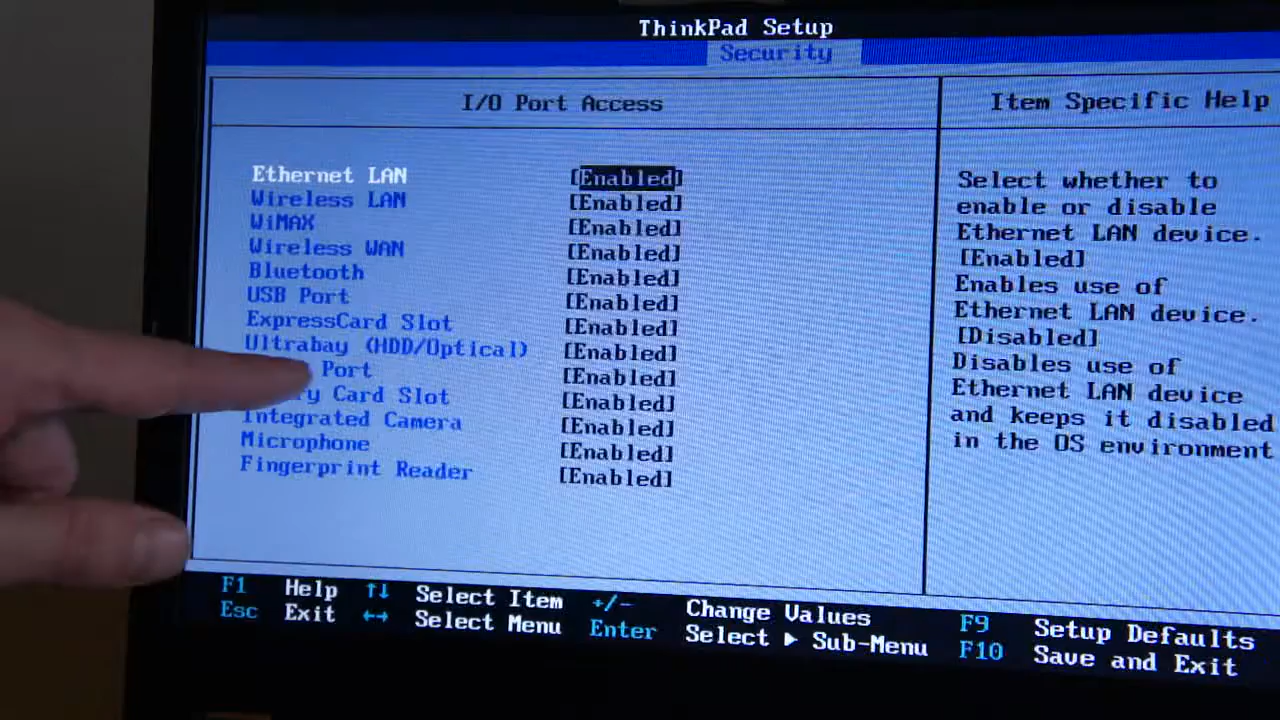 ThinkPad Setup
Security
I/O Port Access
Item Specific Help
Ethernet LAN [Enabled]
Wireless LAN [Enabled]
WiMAX [Enabled]
Wireless WAN [Enabled]
Bluetooth [Enabled]
USB Port [Enabled]
ExpressCard Slot [Enabled]
Ultrabay (HDD/Optical) [Enabled]
Port [Enabled]
Card Slot [Enabled]
Integrated Camera [Enabled]
Microphone [Enabled]
Fingerprint Reader [Enabled]
Select whether to
enable or disable
Ethernet LAN device.
[Enabled]
Enables use of
Ethernet LAN device.
[Disabled]
Disables use of
Ethernet LAN device
and keeps it disabled
in the OS environment
F1 Help ↑↓ Select Item +/- Change Values F9 Setup Defaults
Esc Exit ↔ Select Menu Enter Select ▶ Sub-Menu F10 Save and Exit